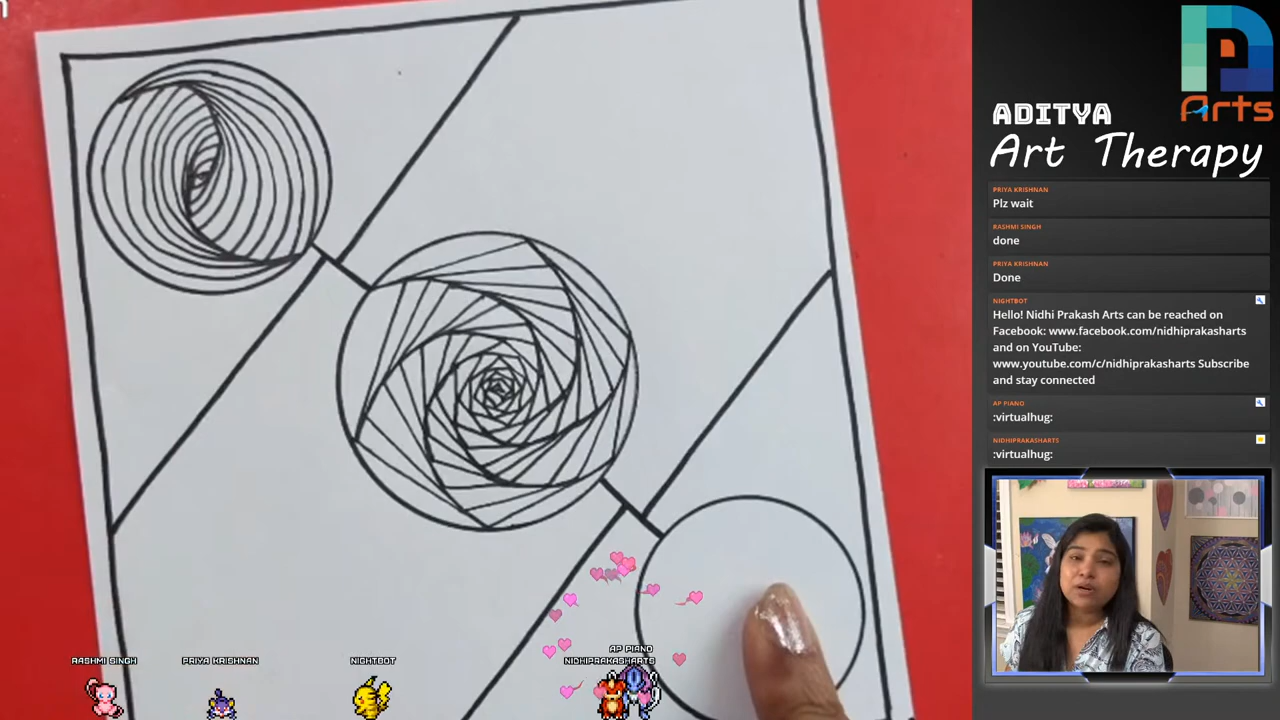 Arts
ADITYA
Art Therapy
PRIYA KRISHNAN
Plz wait
RASHMI SINGH
done
PRIYA KRISHNAN
Done
NIGHTBOT
Hello! Nidhi Prakash Arts can be reached on
Facebook: www.facebook.com/nidhiprakasharts
and on YouTube:
www.youtube.com/c/nidhiprakasharts Subscribe
and stay connected
AP PIANO
:virtualhug:
NIDHIPRAKASHARTS
:virtualhug:
RASHMI SINGH
PRIYA KRISHNAN
NIGHTBOT
AP PIANO
NIDHIPRAKASHARTS